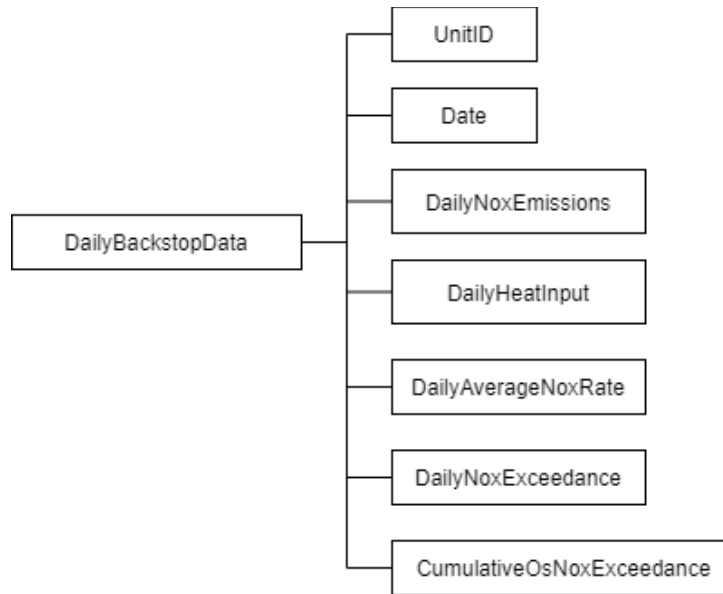 UnitID
Date
DailyNoxEmissions
DailyBackstopData
DailyHeatInput
DailyAverageNoxRate
DailyNoxExceedance
CumulativeOsNoxExceedance